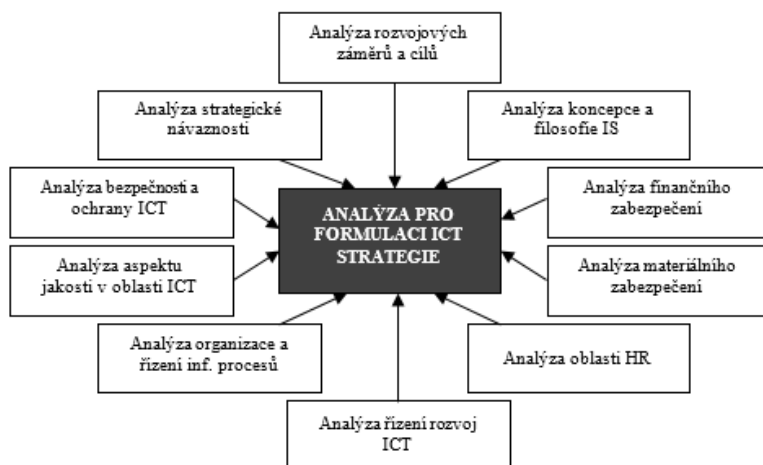 Analýza rozvojových
záměrů a cílů
Analýza strategické
návaznosti
Analýza koncepce a
filosofie IS
Analýza bezpečnosti a
ochrany ICT
ANALÝZA PRO
FORMULACI ICT
STRATEGIE
Analýza finančního
zabezpečení
Analýza aspektu
jakosti v oblasti ICT
Analýza materiálního
zabezpečení
Analýza organizace a
řízení inf. procesů
Analýza oblasti HR
Analýza řízení rozvoj
ICT